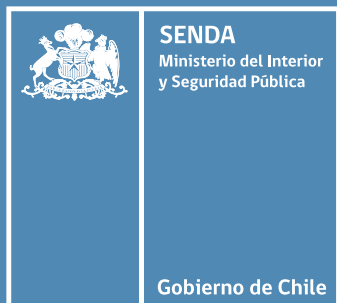 SENDA
Ministerio del Interior
y Seguridad Pública
Gobierno de Chile